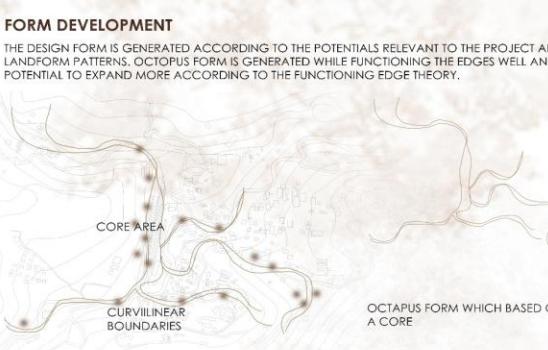 FORM DEVELOPMENT
THE DESIGN FORM IS GENERATED ACCORDING TO THE POTENTIALS RELEVANT TO THE PROJECT
LANDFORM PATTERNS. OCTOPUS FORM IS GENERATED WHILE FUNCTIONING THE EDGES WELL
POTENTIAL TO EXPAND MORE ACCORDING TO THE FUNCTIONING EDGE THEORY.
CORE AREA
CURVIILINEAR
BOUNDARIES
OCTAPUS FORM WHICH BASED
A CORE